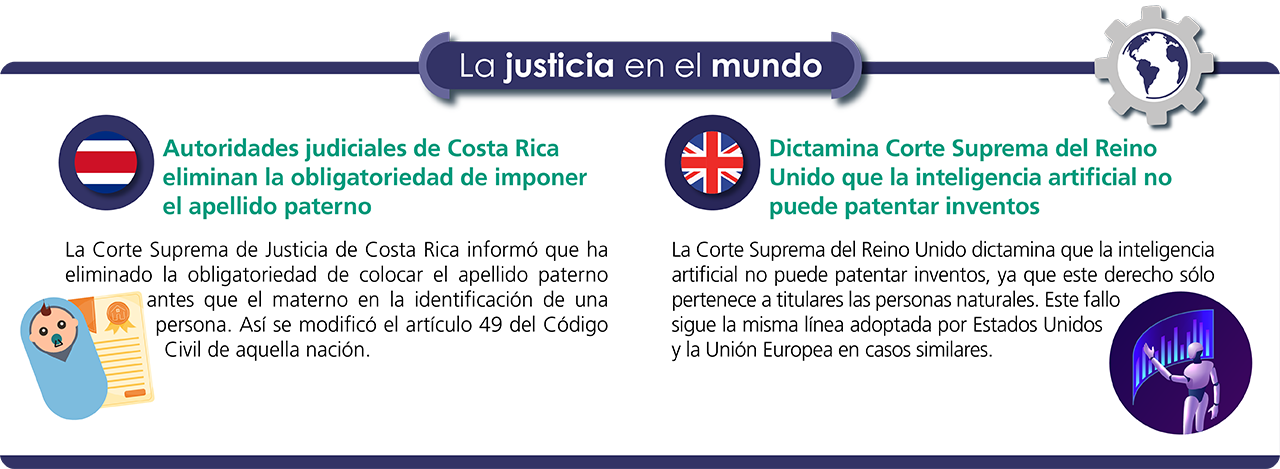 La justicia en el mundo
Autoridades judiciales de Costa Rica
eliminan la obligatoriedad de imponer
el apellido paterno
La Corte Suprema de Justicia de Costa Rica informó que ha
eliminado la obligatoriedad de colocar el apellido paterno
antes que el materno en la identificación de una
persona. Así se modificó el artículo 49 del Código
Civil de aquella nación.
Dictamina Corte Suprema del Reino
Unido que la inteligencia artificial no
puede patentar inventos
La Corte Suprema del Reino Unido dictamina que la inteligencia
artificial no puede patentar inventos, ya que este derecho sólo
pertenece a titulares las personas naturales. Este fallo
sigue la misma línea adoptada por Estados Unidos
y la Unión Europea en casos similares.